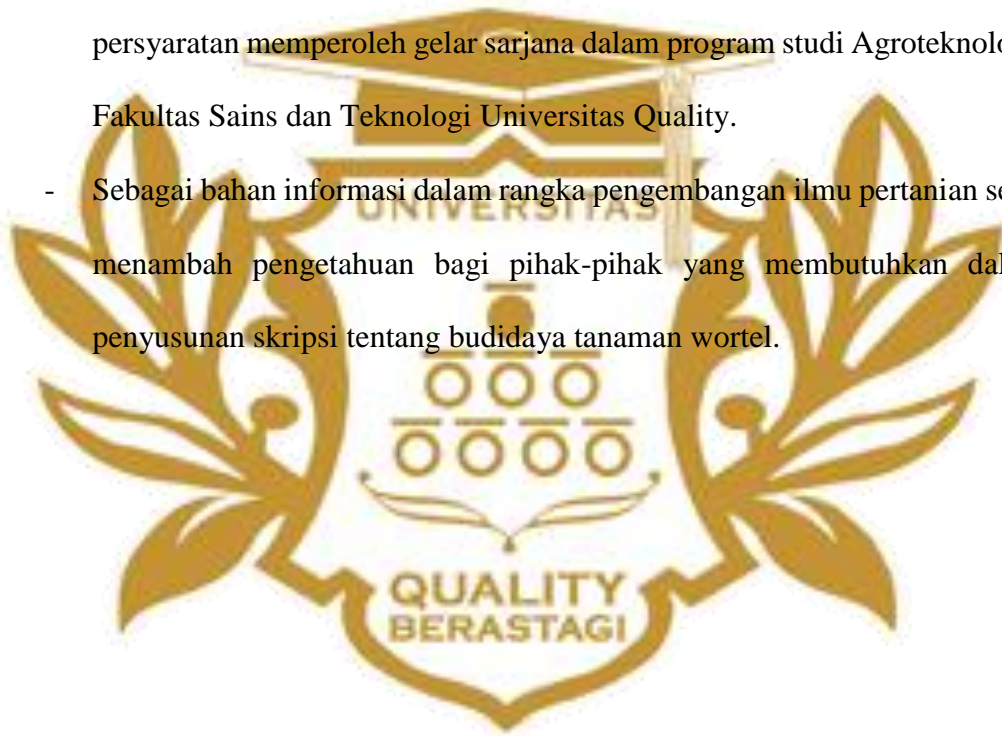 persyaratan memperoleh gelar sarjana dalam program studi Agroteknolo
Fakultas Sains dan Teknologi Universitas Quality.
- Sebagai bahan informasi dalam rangka pengembangan ilmu pertanian se
UNIVERSITAS
menambah pengetahuan bagi pihak-pihak yang membutuhkan dal
penyusunan skripsi tentang budidaya tanaman wortel.
QUALITY
BERASTAGI